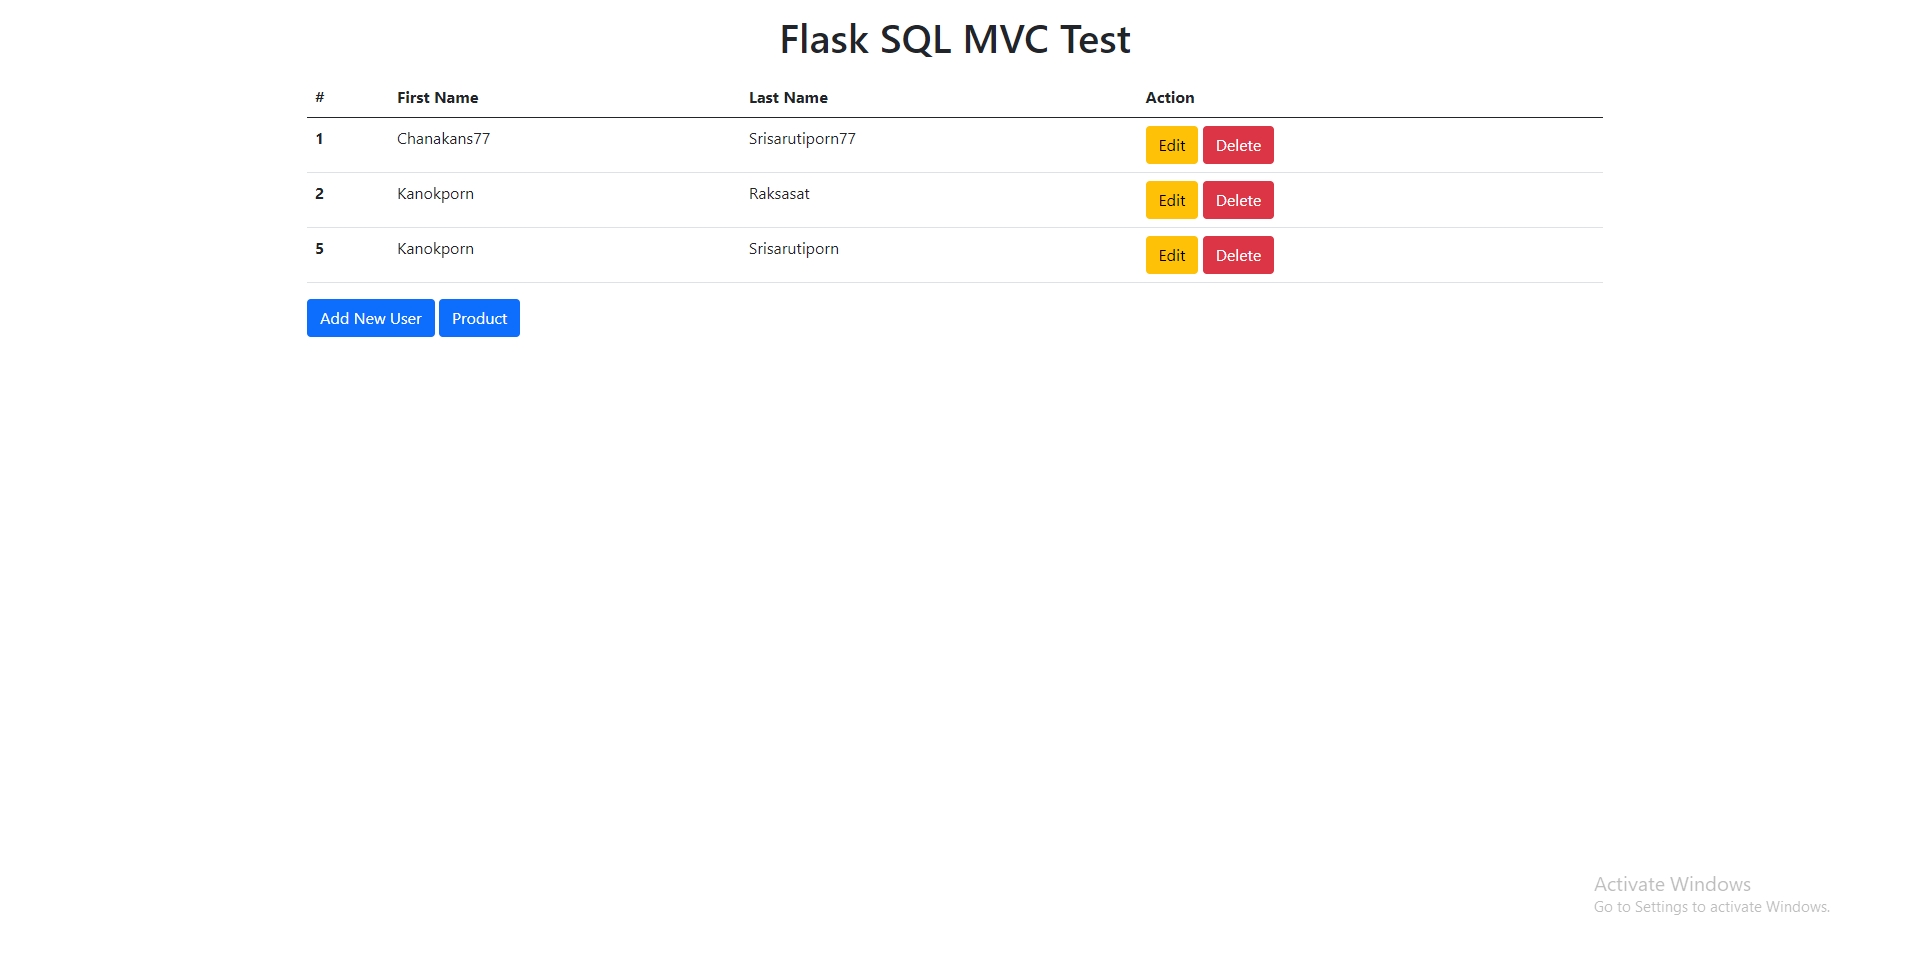 Flask SQL MVC Test
# First Name Last Name Action
1 Chanakans77 Srisarutiporn77 Edit Delete
2 Kanokporn Raksasat Edit Delete
5 Kanokporn Srisarutiporn Edit Delete
Add New User Product
Activate Windows
Go to Settings to activate Windows.